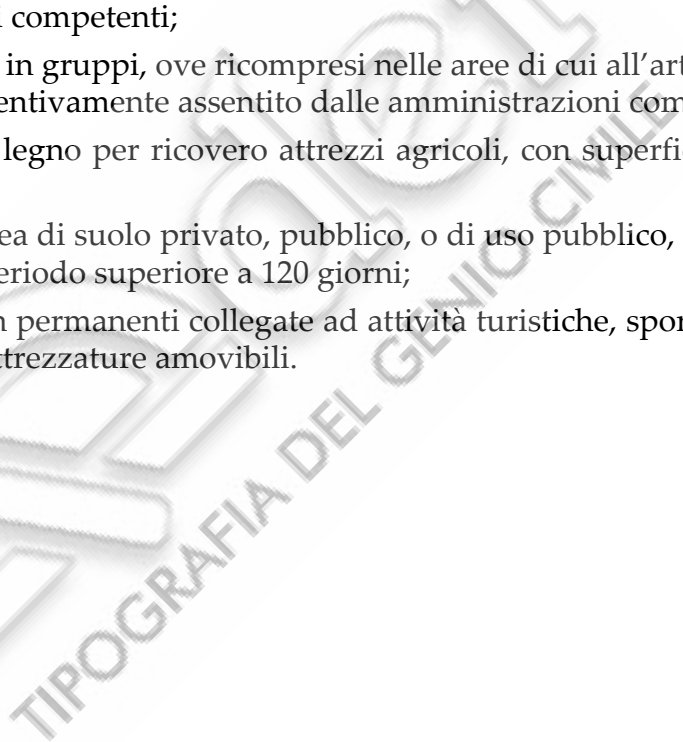 i competenti;
in gruppi, ove ricompresi nelle aree di cui all'art
entivamente assentito dalle amministrazioni com
legno per ricovero attrezzi agricoli, con superfic
ea di suolo privato, pubblico, o di uso pubblico,
eriodo superiore a 120 giorni;
n permanenti collegate ad attività turistiche, spor
ttrezzature amovibili.
TIPOGRAFIA DEL GENIO CIVILE